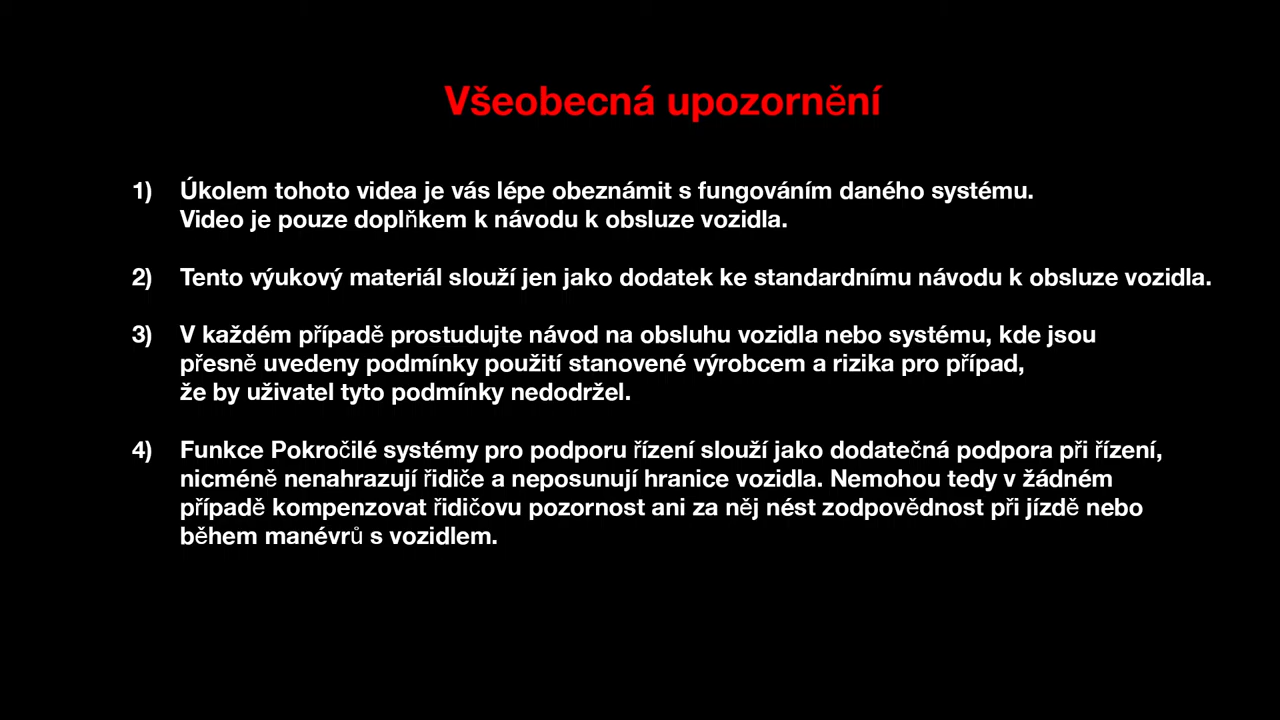 Všeobecná upozornění
1) Úkolem tohoto videa je vás lépe obeznámit s fungováním daného systému.
Video je pouze doplňkem k návodu k obsluze vozidla.
2) Tento výukový materiál slouží jen jako dodatek ke standardnímu návodu k obsluze vozidla.
3) V každém případě prostudujte návod na obsluhu vozidla nebo systému, kde jsou
přesně uvedeny podmínky použití stanovené výrobcem a rizika pro případ,
že by uživatel tyto podmínky nedodržel.
4) Funkce Pokročilé systémy pro podporu řízení slouží jako dodatečná podpora při řízení,
nicméně nenahrazují řidiče a neposunují hranice vozidla. Nemohou tedy v žádném
případě kompenzovat řidičovu pozornost ani za něj nést zodpovědnost při jízdě nebo
během manévrů s vozidlem.